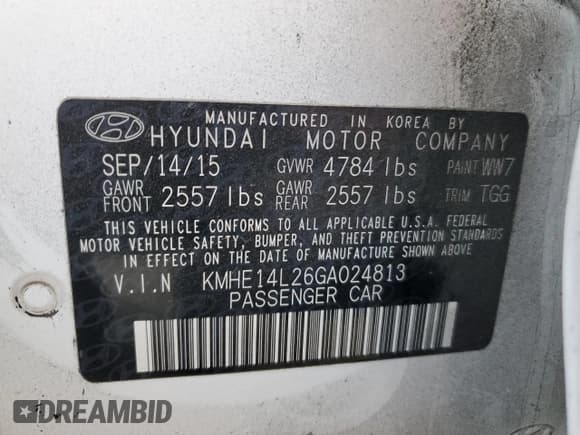 MANUFACTURED IN KOREA BY
HYUNDAI MOTOR COMPANY
SEP/14/15 GVWR 4784 lbs PAINT WW7
GAWR FRONT 2557 lbs GAWR REAR 2557 lbs TRIM TGG
THIS VEHICLE CONFORMS TO ALL APPLICABLE U.S.A. FEDERAL
MOTOR VEHICLE SAFETY, BUMPER, AND THEFT PREVENTION STANDARDS
IN EFFECT ON THE DATE OF MANUFACTURE SHOWN ABOVE.
V.I.N KMHE14L26GA024813
PASSENGER CAR
DREAMBID